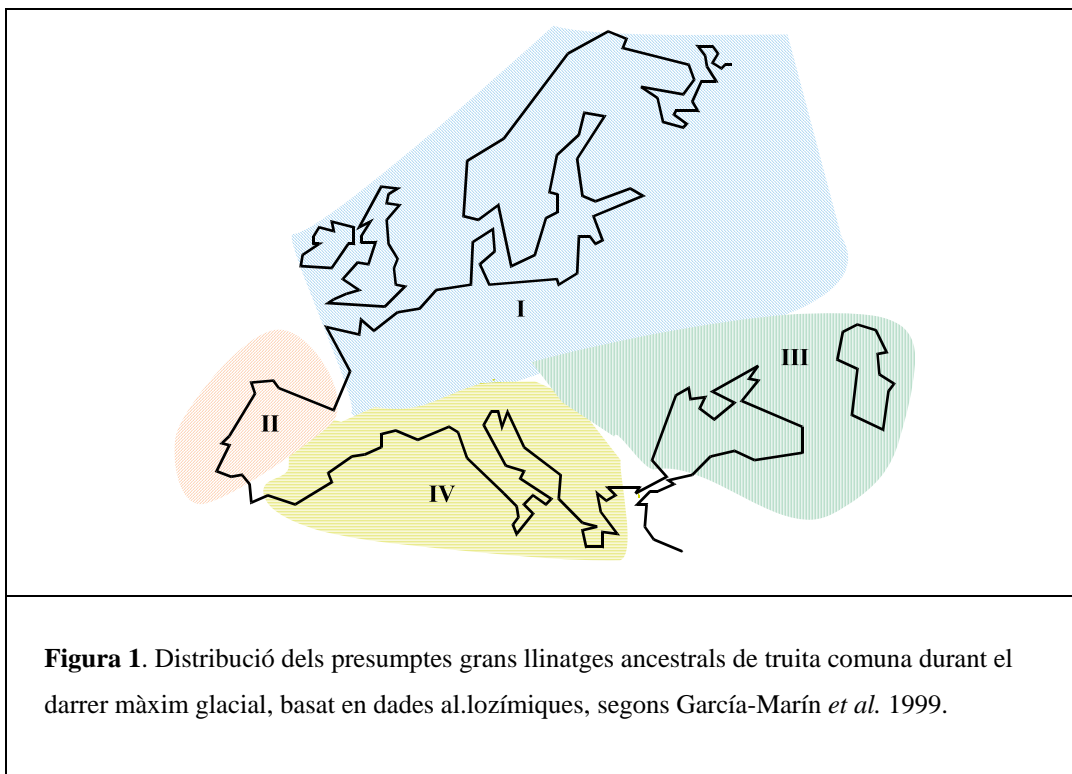 I
III
II
IV
Figura 1. Distribució dels presumptes grans llinatges ancestrals de truita comuna durant el
darrer màxim glacial, basat en dades al.lozímiques, segons García-Marín et al. 1999.